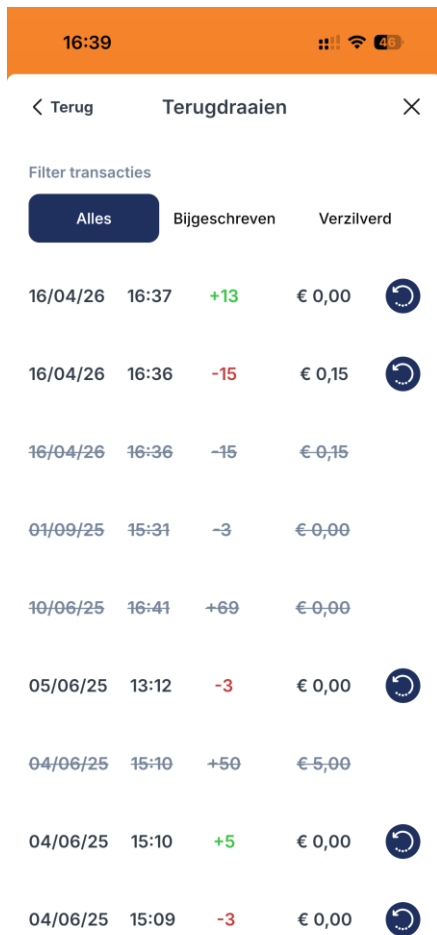 16:39 46
Terug Terugdraaien
Filter transacties
Alles Bijgeschreven Verzilverd
16/04/26 16:37 +13 € 0,00
16/04/26 16:36 -15 € 0,15
16/04/26 16:36 -15 € 0,15
01/09/25 15:31 -3 € 0,00
10/06/25 16:41 +69 € 0,00
05/06/25 13:12 -3 € 0,00
04/06/25 15:10 +50 € 5,00
04/06/25 15:10 +5 € 0,00
04/06/25 15:09 -3 € 0,00